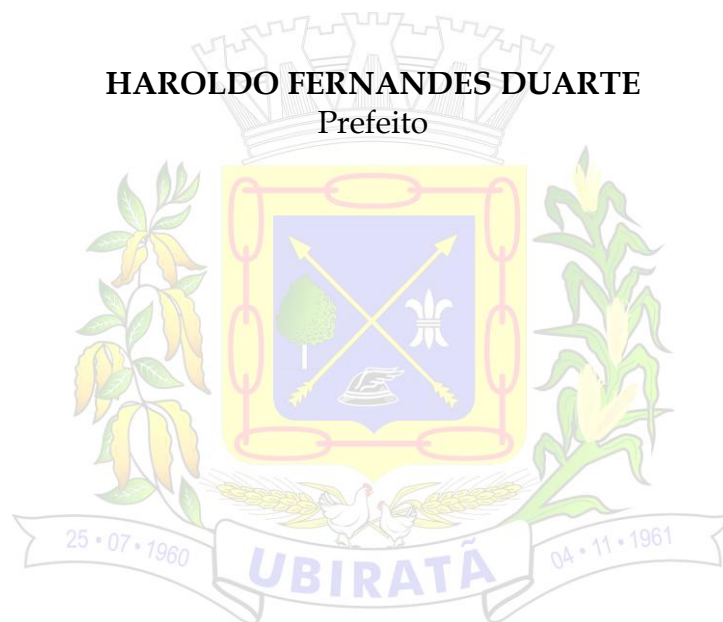 HAROLDO FERNANDES DUARTE
Prefeito
25 • 07 • 1960
UBIRATÃ
04 • 11 • 1961